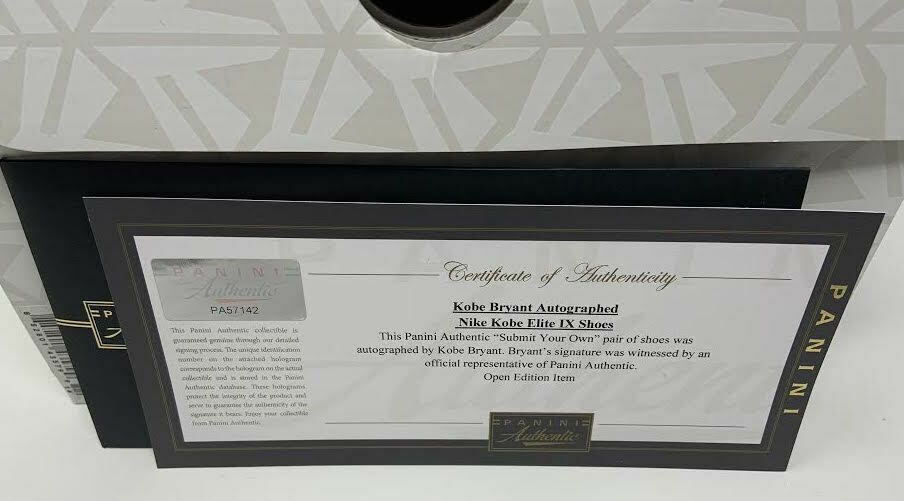 PANINI
Authentic
PA57142
This Panini Authentic collectible is
guaranteed genuine through our detailed
signing process. The unique identification
number on the attached hologram
corresponds to the hologram on the actual
collectible and is stored in the Panini
Authentic database. These holograms
protect the integrity of the product and
serve to guarantee the authenticity of the
signature it bears. Enjoy your collectible
from Panini Authentic.
Certificate of Authenticity
Kobe Bryant Autographed
Nike Kobe Elite IX Shoes
This Panini Authentic “Submit Your Own” pair of shoes was
autographed by Kobe Bryant. Bryant’s signature was witnessed by an
official representative of Panini Authentic.
Open Edition Item
PANINI
Authentic
PANINI